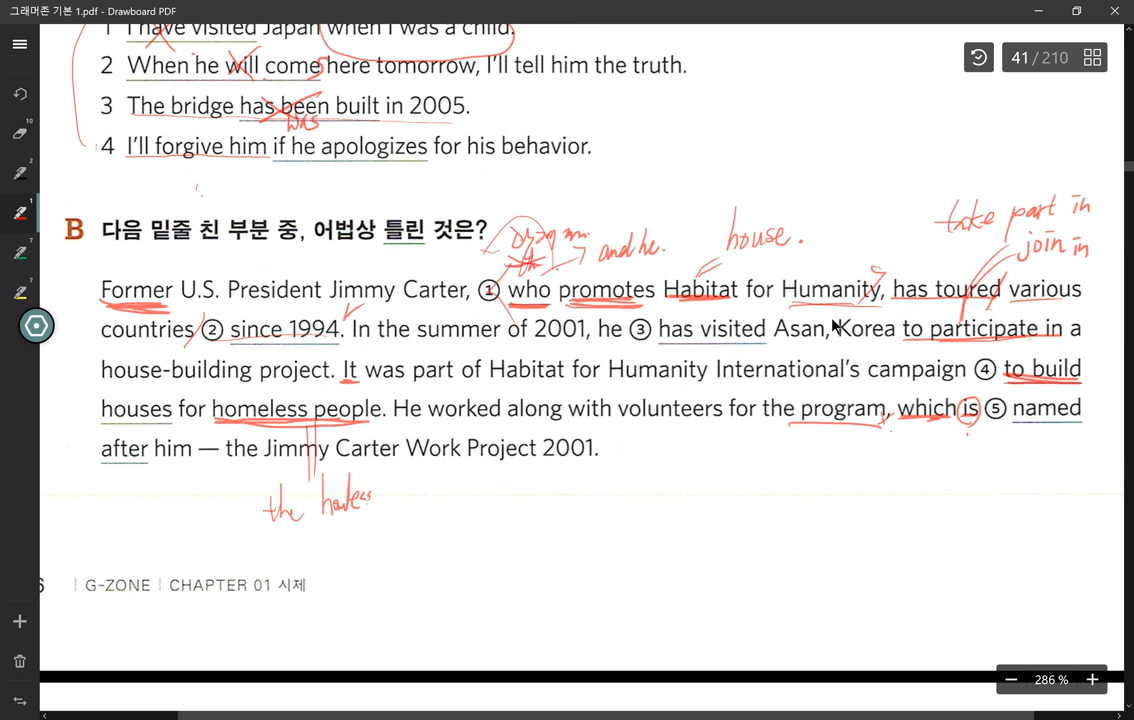 그래머존 기본 1.pdf - Drawboard PDF
41 / 210
1 I have visited Japan when I was a child.
2 When he will come s here tomorrow, I'll tell him the truth.
3 The bridge has been built in 2005.
was
4 I'll forgive him if he apologizes for his behavior.
take part in
join in
house.
and he.
B 다음 밑줄 친 부분 중, 어법상 틀린 것은?
Former U.S. President Jimmy Carter, ① who promotes Habitat for Humanity, has toured various
countries ② since 1994. In the summer of 2001, he ③ has visited Asan, Korea to participate in a
house-building project. It was part of Habitat for Humanity International's campaign ④ to build
houses for homeless people. He worked along with volunteers for the program, which is ⑤ named
after him — the Jimmy Carter Work Project 2001.
the
6 | G-ZONE | CHAPTER 01 시제
286 %
10
2
1
7
7